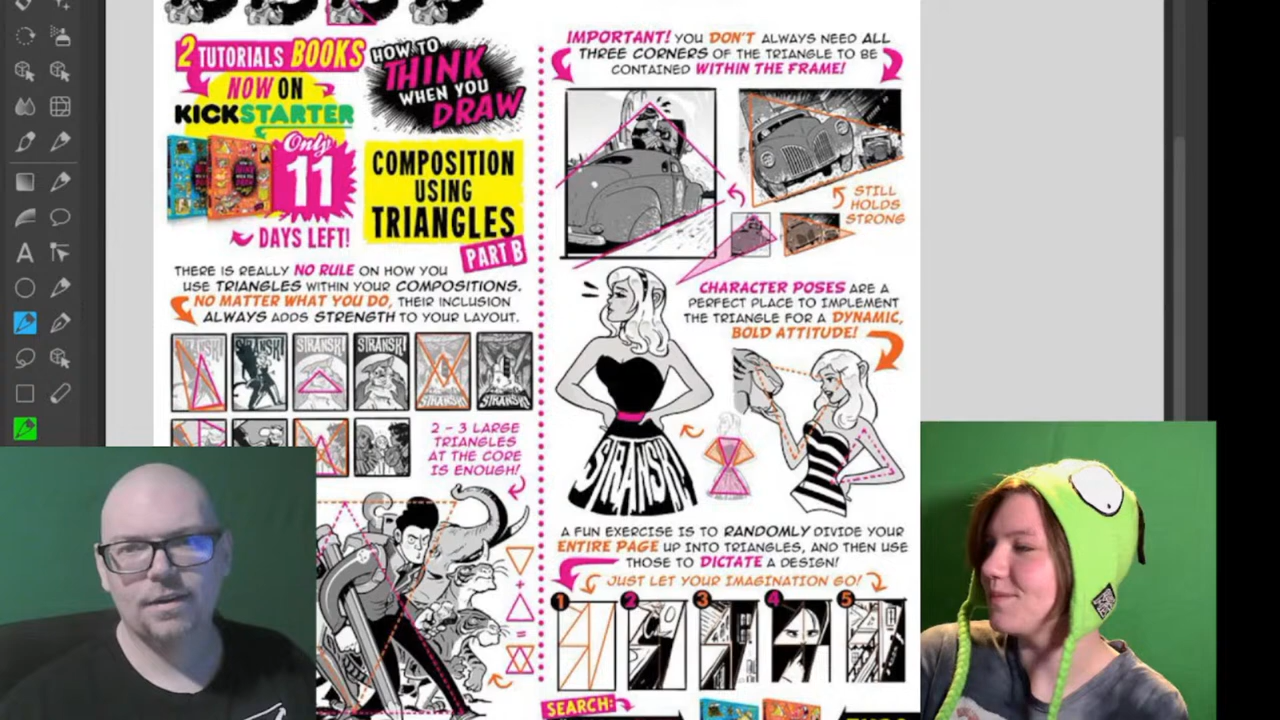 2 TUTORIALS BOOKS
NOW ON
KICKSTARTER
Only
11
DAYS LEFT!
HOW TO
THINK
WHEN YOU
DRAW
COMPOSITION
USING
TRIANGLES
PART B
THERE IS REALLY NO RULE ON HOW YOU
USE TRIANGLES WITHIN YOUR COMPOSITIONS.
NO MATTER WHAT YOU DO, THEIR INCLUSION
ALWAYS ADDS STRENGTH TO YOUR LAYOUT.
STRANSKI
STRANSKI
STRANSKI
STRANSKI
STRANSKI
STRANSKI
2 - 3 LARGE
TRIANGLES
AT THE CORE
IS ENOUGH!
IMPORTANT! YOU DON'T ALWAYS NEED ALL
THREE CORNERS OF THE TRIANGLE TO BE
CONTAINED WITHIN THE FRAME!
STILL
HOLDS
STRONG
CHARACTER POSES ARE A
PERFECT PLACE TO IMPLEMENT
THE TRIANGLE FOR A DYNAMIC,
BOLD ATTITUDE!
STRANSKI
A FUN EXERCISE IS TO RANDOMLY DIVIDE YOUR
ENTIRE PAGE UP INTO TRIANGLES, AND THEN USE
THOSE TO DICTATE A DESIGN!
JUST LET YOUR IMAGINATION GO!
1 2 3 4 5
SEARCH: